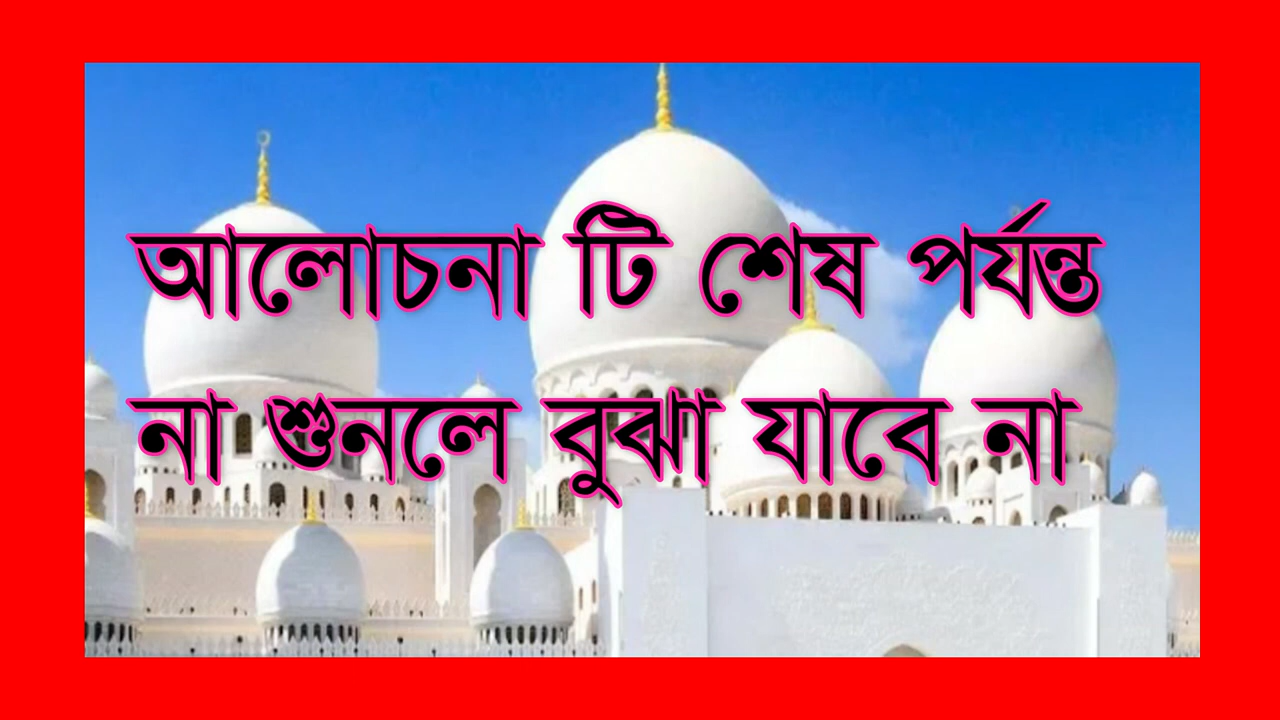 আলোচনা টি শেষ পর্যন্ত
না শুনলে বুঝা যাবে না